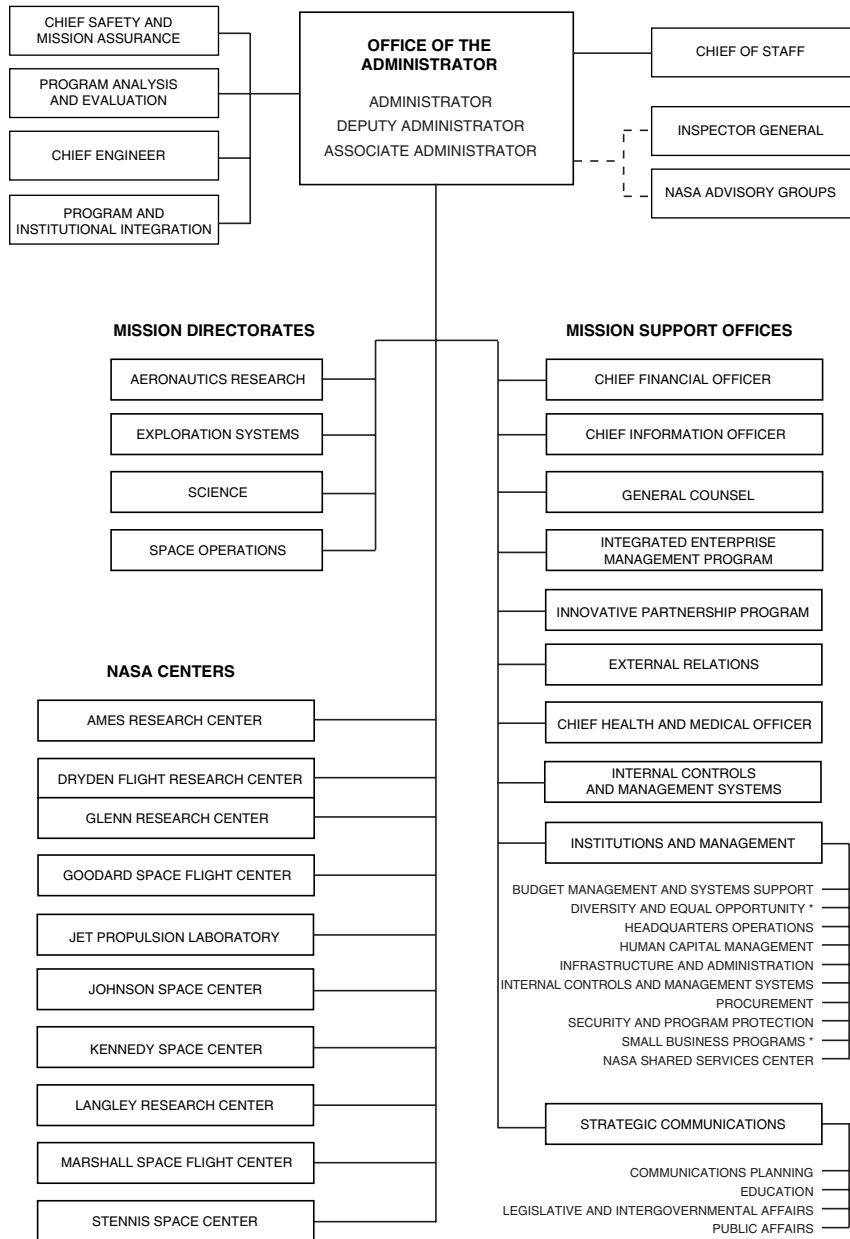 CHIEF SAFETY AND
MISSION ASSURANCE
PROGRAM ANALYSIS
AND EVALUATION
CHIEF ENGINEER
PROGRAM AND
INSTITUTIONAL INTEGRATION
OFFICE OF THE
ADMINISTRATOR
ADMINISTRATOR
DEPUTY ADMINISTRATOR
ASSOCIATE ADMINISTRATOR
CHIEF OF STAFF
INSPECTOR GENERAL
NASA ADVISORY GROUPS
MISSION DIRECTORATES
AERONAUTICS RESEARCH
EXPLORATION SYSTEMS
SCIENCE
SPACE OPERATIONS
NASA CENTERS
AMES RESEARCH CENTER
DRYDEN FLIGHT RESEARCH CENTER
GLENN RESEARCH CENTER
GOODARD SPACE FLIGHT CENTER
JET PROPULSION LABORATORY
JOHNSON SPACE CENTER
KENNEDY SPACE CENTER
LANGLEY RESEARCH CENTER
MARSHALL SPACE FLIGHT CENTER
STENNIS SPACE CENTER
MISSION SUPPORT OFFICES
CHIEF FINANCIAL OFFICER
CHIEF INFORMATION OFFICER
GENERAL COUNSEL
INTEGRATED ENTERPRISE
MANAGEMENT PROGRAM
INNOVATIVE PARTNERSHIP PROGRAM
EXTERNAL RELATIONS
CHIEF HEALTH AND MEDICAL OFFICER
INTERNAL CONTROLS
AND MANAGEMENT SYSTEMS
INSTITUTIONS AND MANAGEMENT
BUDGET MANAGEMENT AND SYSTEMS SUPPORT
DIVERSITY AND EQUAL OPPORTUNITY *
HEADQUARTERS OPERATIONS
HUMAN CAPITAL MANAGEMENT
INFRASTRUCTURE AND ADMINISTRATION
INTERNAL CONTROLS AND MANAGEMENT SYSTEMS
PROCUREMENT
SECURITY AND PROGRAM PROTECTION
SMALL BUSINESS PROGRAMS *
NASA SHARED SERVICES CENTER
STRATEGIC COMMUNICATIONS
COMMUNICATIONS PLANNING
EDUCATION
LEGISLATIVE AND INTERGOVERNMENTAL AFFAIRS
PUBLIC AFFAIRS